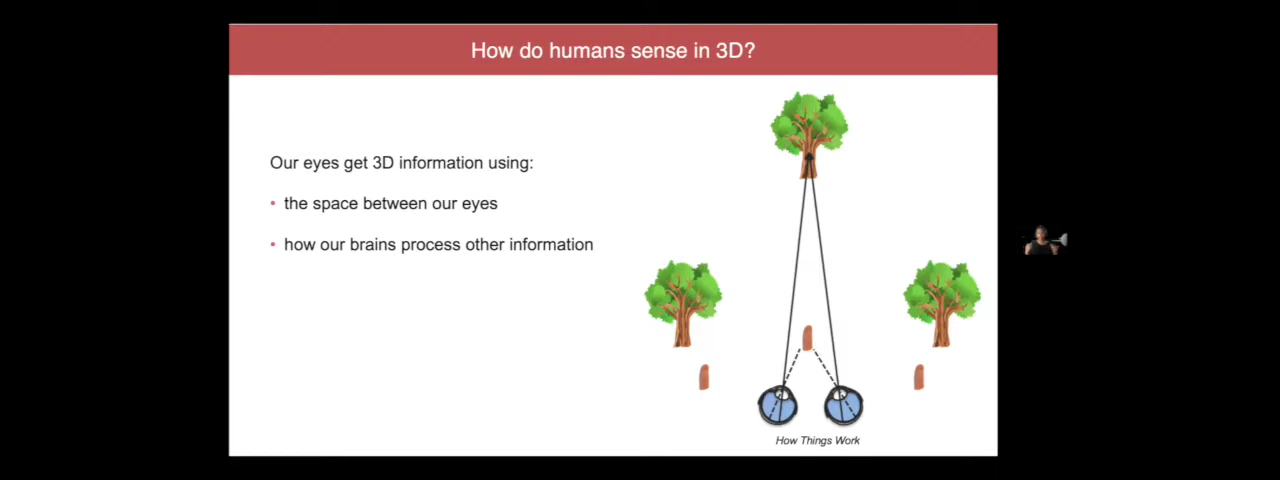 How do humans sense in 3D?
Our eyes get 3D information using:
• the space between our eyes
• how our brains process other information
How Things Work